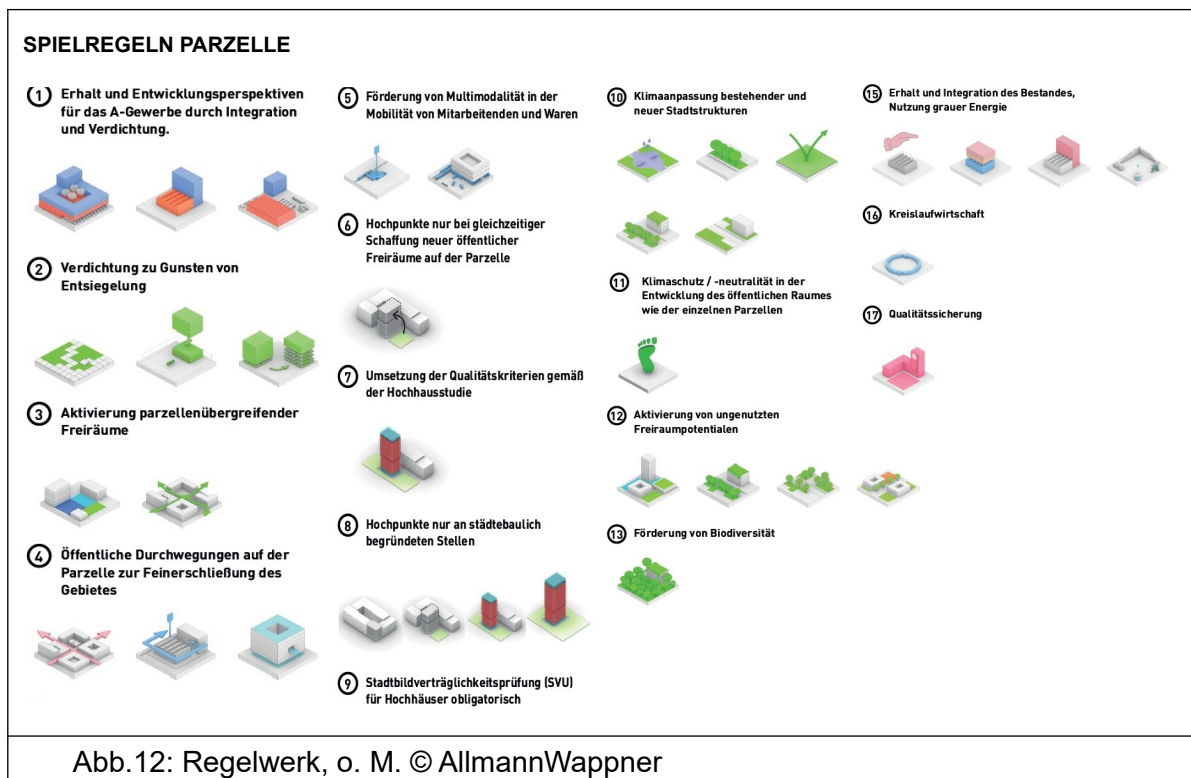 SPIELREGELN PARZELLE
1 Erhalt und Entwicklungsperspektiven
für das A-Gewerbe durch Integration
und Verdichtung.
2 Verdichtung zu Gunsten von
Entsiegelung
3 Aktivierung parzellenübergreifender
Freiräume
4 Öffentliche Durchwegungen auf der
Parzelle zur Feinerschließung des
Gebietes
5 Förderung von Multimodalität in der
Mobilität von Mitarbeitenden und Waren
6 Hochpunkte nur bei gleichzeitiger
Schaffung neuer öffentlicher
Freiräume auf der Parzelle
7 Umsetzung der Qualitätskriterien gemäß
der Hochhausstudie
8 Hochpunkte nur an städtebaulich
begründeten Stellen
9 Stadtbildverträglichkeitsprüfung (SVU)
für Hochhäuser obligatorisch
10 Klimaanpassung bestehender und
neuer Stadtstrukturen
11 Klimaschutz / -neutralität in der
Entwicklung des öffentlichen Raumes
wie der einzelnen Parzellen
12 Aktivierung von ungenutzten
Freiraumpotentialen
13 Förderung von Biodiversität
15 Erhalt und Integration des Bestandes,
Nutzung grauer Energie
16 Kreislaufwirtschaft
17 Qualitätssicherung
Abb.12: Regelwerk, o. M. © AllmannWappner